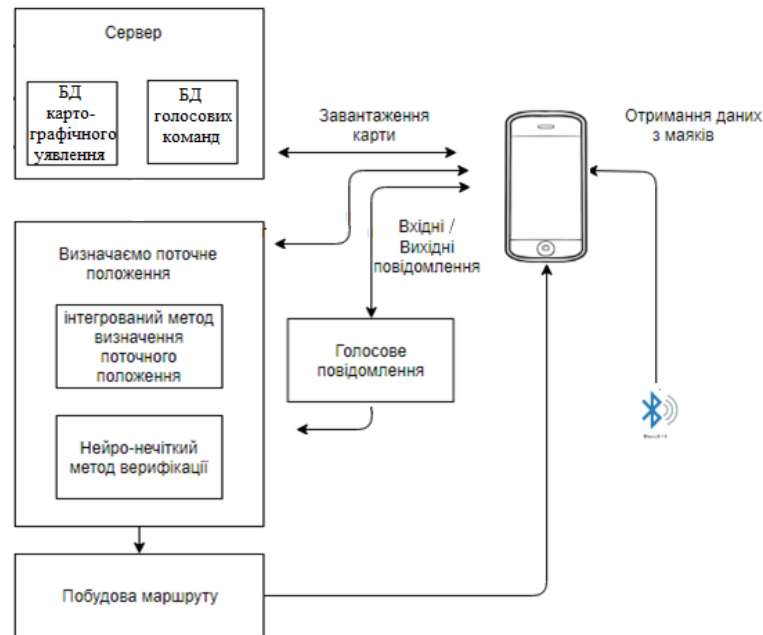 Сервер
БД
карто-
графічного
уявлення
БД
голосових
команд
Завантаження
карти
Отримання даних
з маяків
Вхідні /
Вихідні
повідомлення
Визначаємо поточне
положення
інтегрований метод
визначення
поточного
положення
Голосове
повідомлення
Нейро-нечіткий
метод верифікації
Побудова маршруту